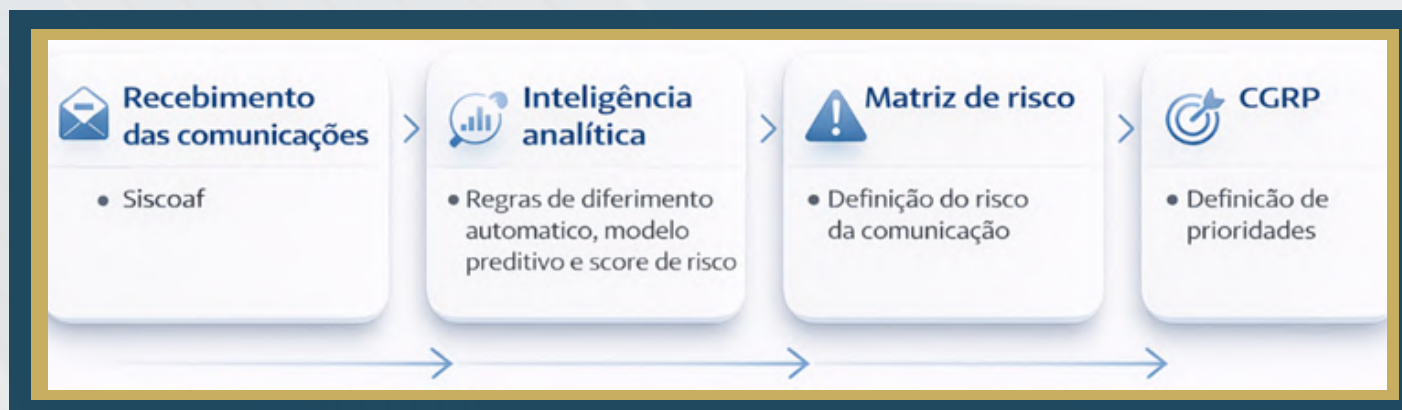 Recebimento
das comunicações
• Siscoaf
Inteligência
analítica
• Regras de diferimento
automatico, modelo
preditivo e score de risco
Matriz de risco
• Definição do risco
da comunicação
CGRP
• Definicão de
prioridades